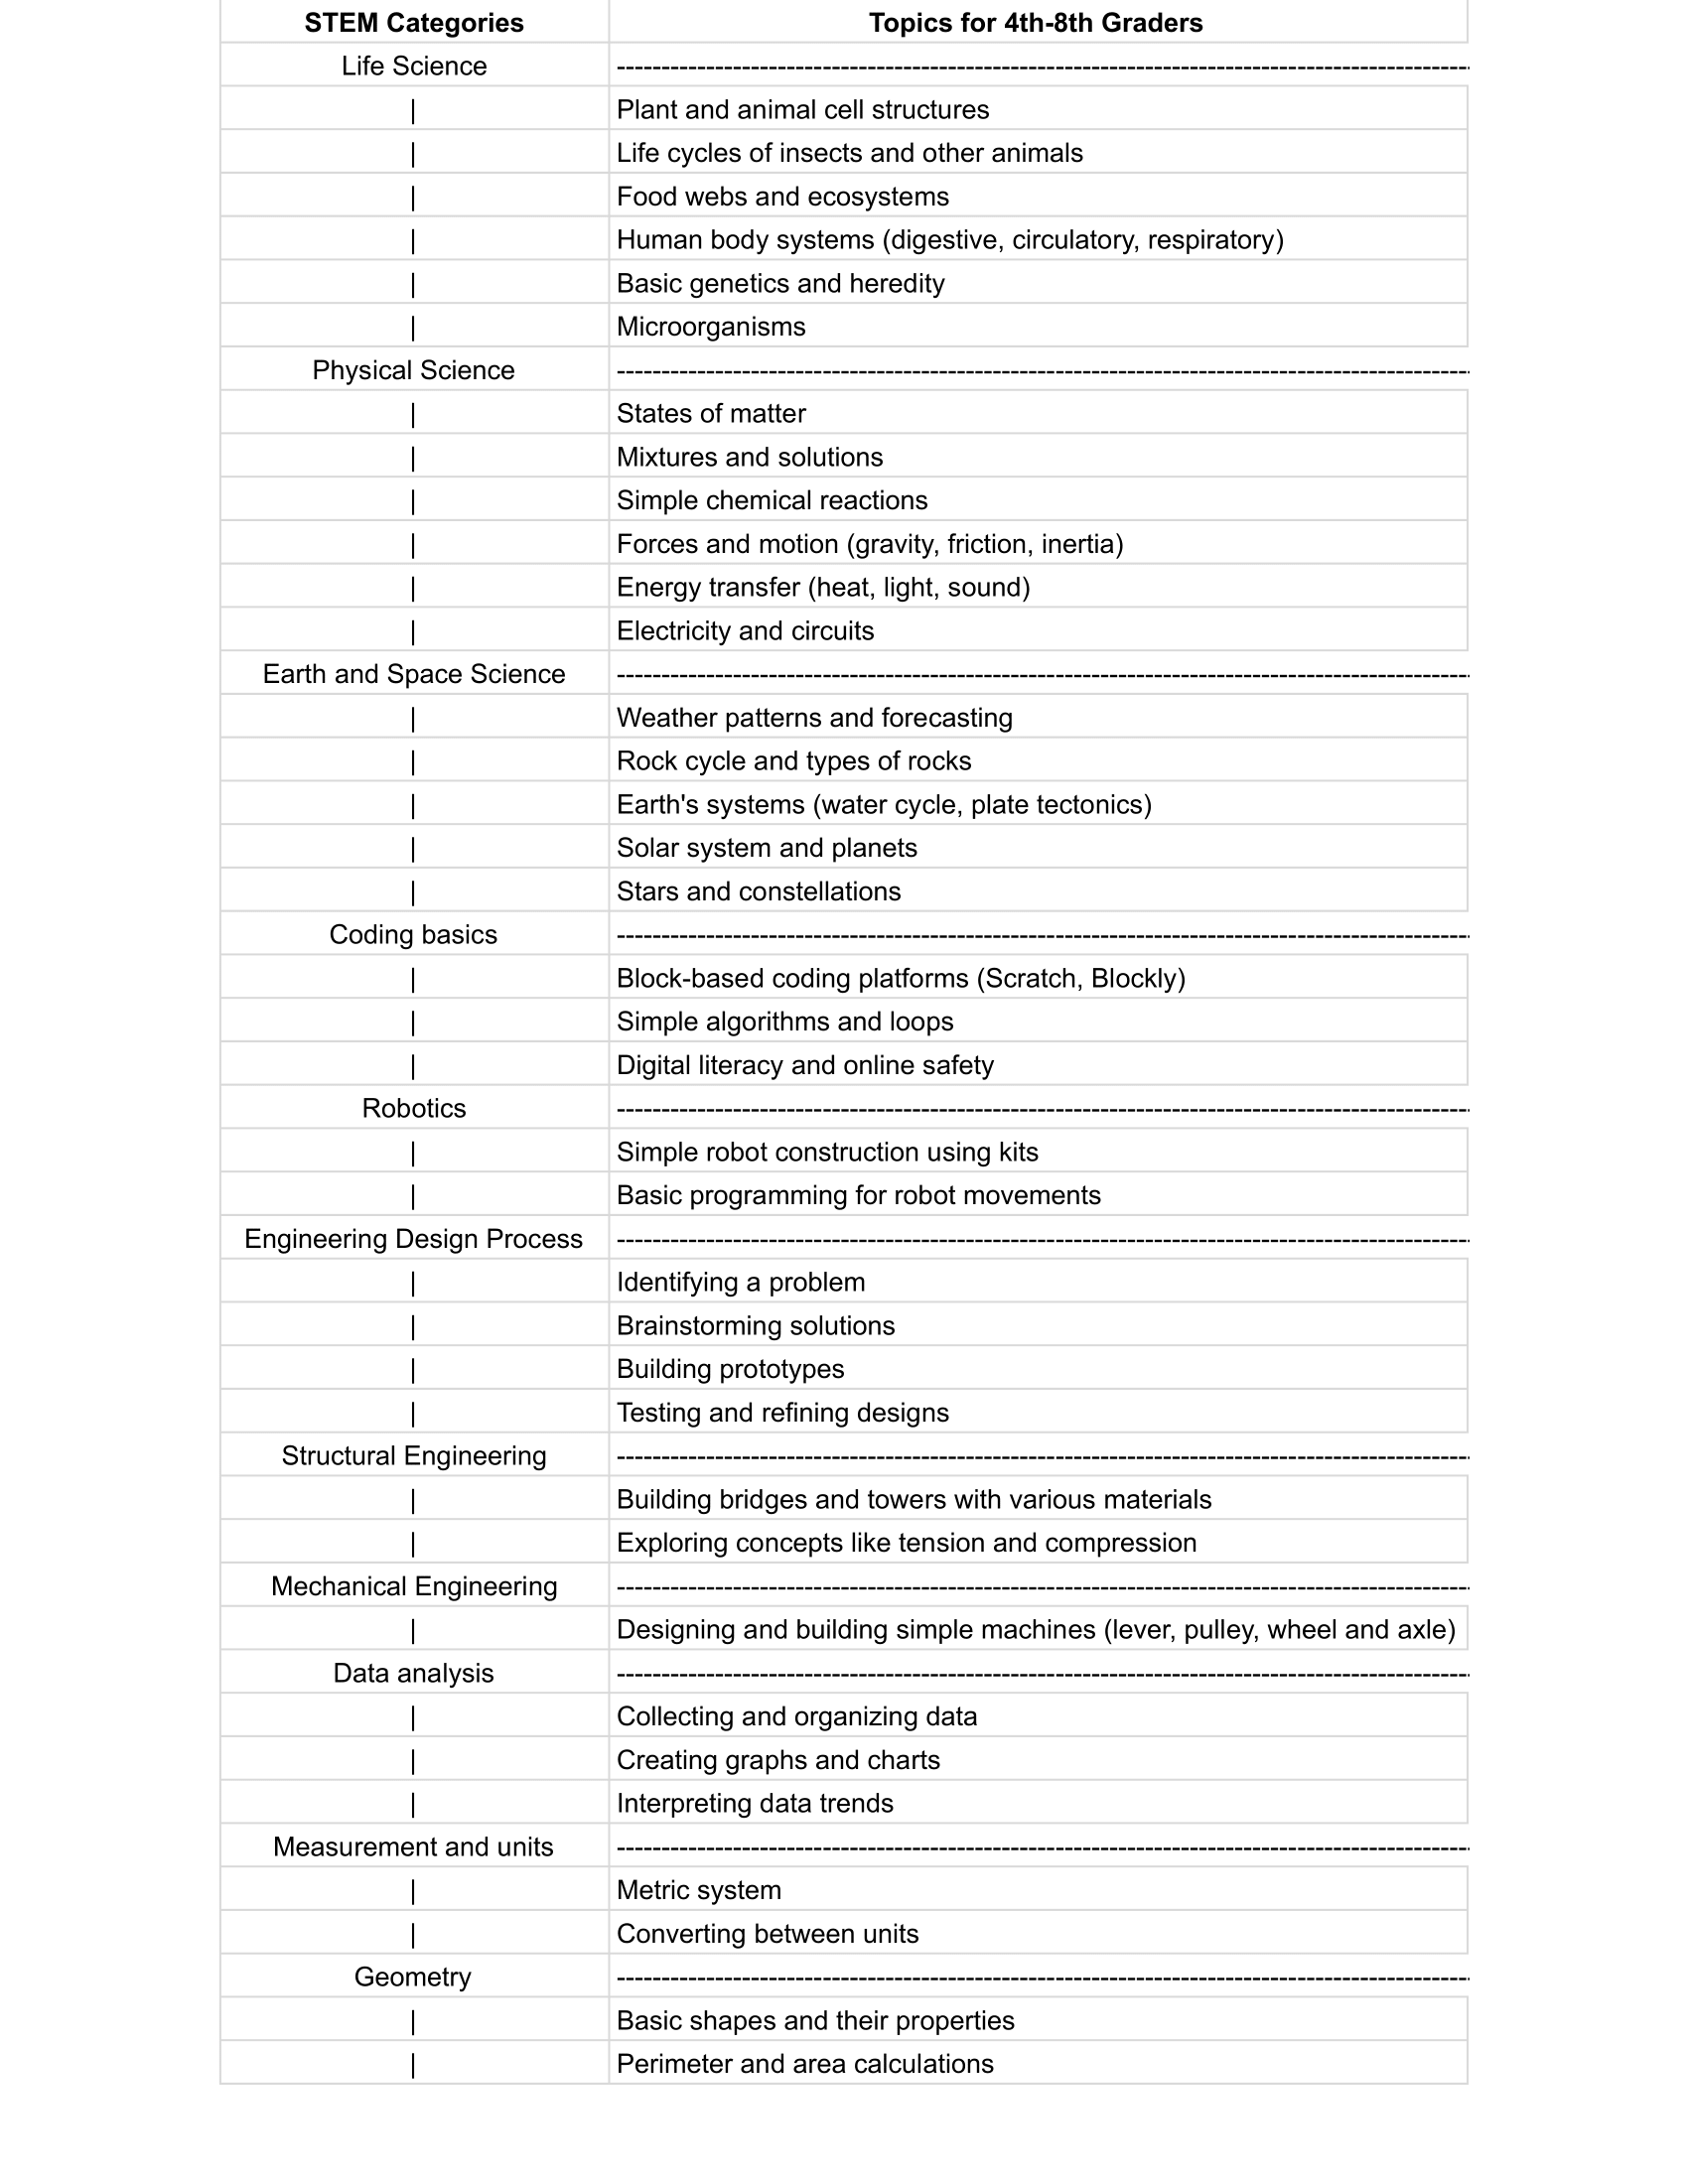 STEM Categories Topics for 4th-8th Graders
Life Science ------------------------------------------------------------------------------------------------
| Plant and animal cell structures
| Life cycles of insects and other animals
| Food webs and ecosystems
| Human body systems (digestive, circulatory, respiratory)
| Basic genetics and heredity
| Microorganisms
Physical Science ------------------------------------------------------------------------------------------------
| States of matter
| Mixtures and solutions
| Simple chemical reactions
| Forces and motion (gravity, friction, inertia)
| Energy transfer (heat, light, sound)
| Electricity and circuits
Earth and Space Science ------------------------------------------------------------------------------------------------
| Weather patterns and forecasting
| Rock cycle and types of rocks
| Earth's systems (water cycle, plate tectonics)
| Solar system and planets
| Stars and constellations
Coding basics ------------------------------------------------------------------------------------------------
| Block-based coding platforms (Scratch, Blockly)
| Simple algorithms and loops
| Digital literacy and online safety
Robotics ------------------------------------------------------------------------------------------------
| Simple robot construction using kits
| Basic programming for robot movements
Engineering Design Process ------------------------------------------------------------------------------------------------
| Identifying a problem
| Brainstorming solutions
| Building prototypes
| Testing and refining designs
Structural Engineering ------------------------------------------------------------------------------------------------
| Building bridges and towers with various materials
| Exploring concepts like tension and compression
Mechanical Engineering ------------------------------------------------------------------------------------------------
| Designing and building simple machines (lever, pulley, wheel and axle)
Data analysis ------------------------------------------------------------------------------------------------
| Collecting and organizing data
| Creating graphs and charts
| Interpreting data trends
Measurement and units ------------------------------------------------------------------------------------------------
| Metric system
| Converting between units
Geometry ------------------------------------------------------------------------------------------------
| Basic shapes and their properties
| Perimeter and area calculations